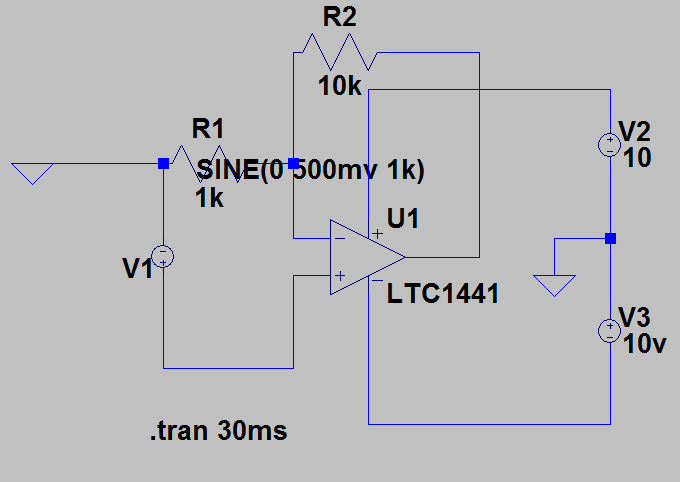 R2
10k
R1
SINE(0 500mv 1k)
1k
V2
10
U1
V1
LTC1441
V3
10v
.tran 30ms